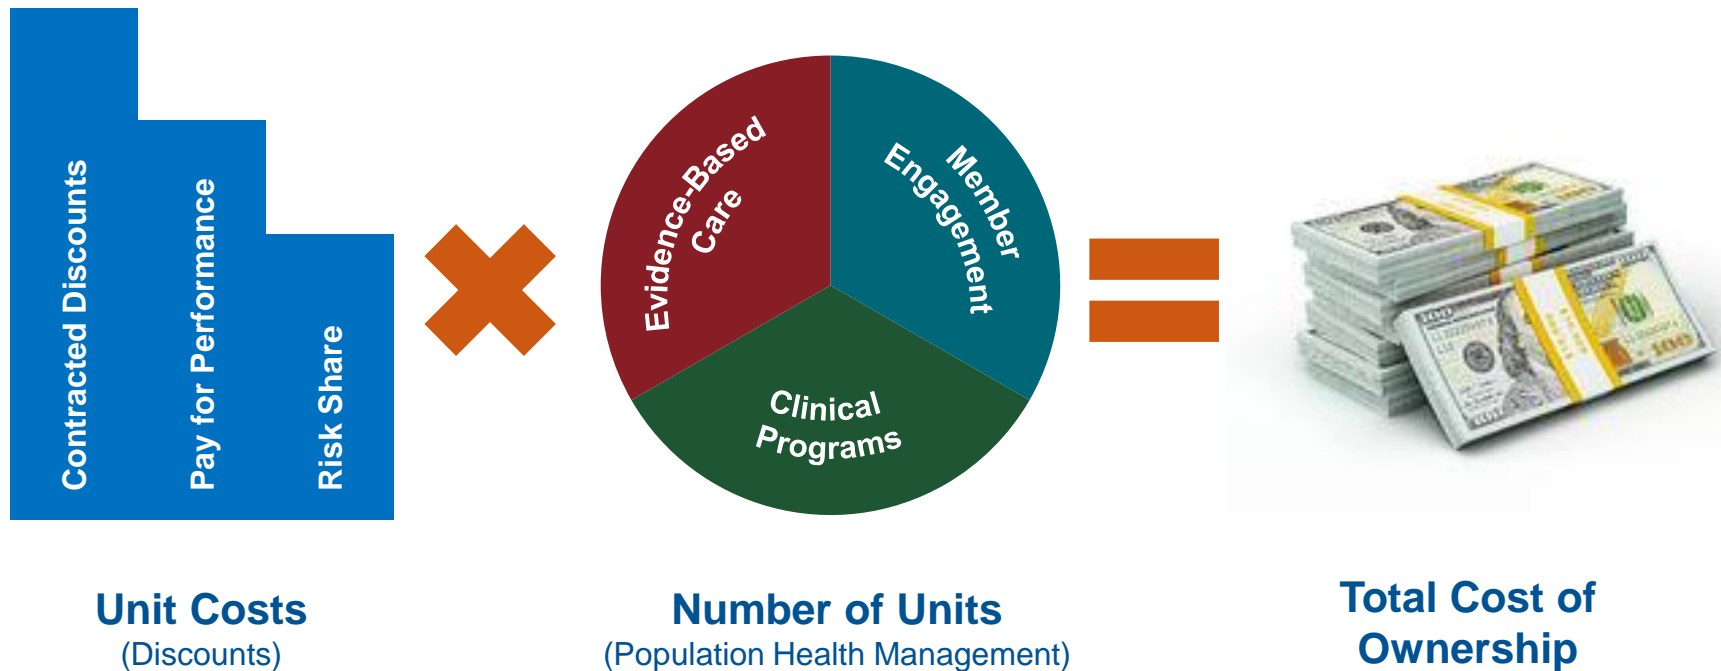 Contracted Discounts
Pay for Performance
Risk Share
Evidence-Based
Care
Member
Engagement
Clinical
Programs
100
Unit Costs
(Discounts)
Number of Units
(Population Health Management)
Total Cost of
Ownership